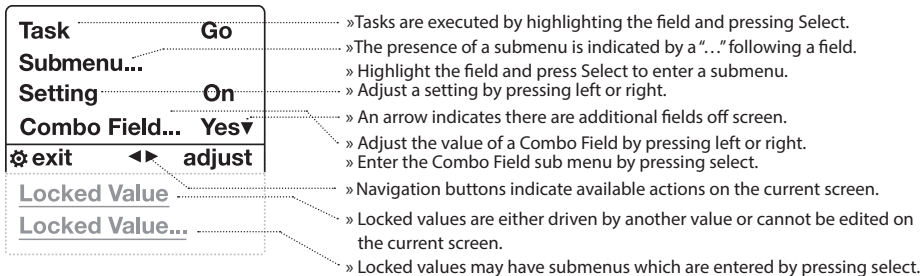 Task Go
Submenu...
Setting On
Combo Field... Yes▼
exit ◄► adjust
Locked Value
Locked Value...
»Tasks are executed by highlighting the field and pressing Select.
»The presence of a submenu is indicated by a “…” following a field.
» Highlight the field and press Select to enter a submenu.
» Adjust a setting by pressing left or right.
» An arrow indicates there are additional fields off screen.
» Adjust the value of a Combo Field by pressing left or right.
» Enter the Combo Field sub menu by pressing select.
» Navigation buttons indicate available actions on the current screen.
» Locked values are either driven by another value or cannot be edited on
the current screen.
» Locked values may have submenus which are entered by pressing select.